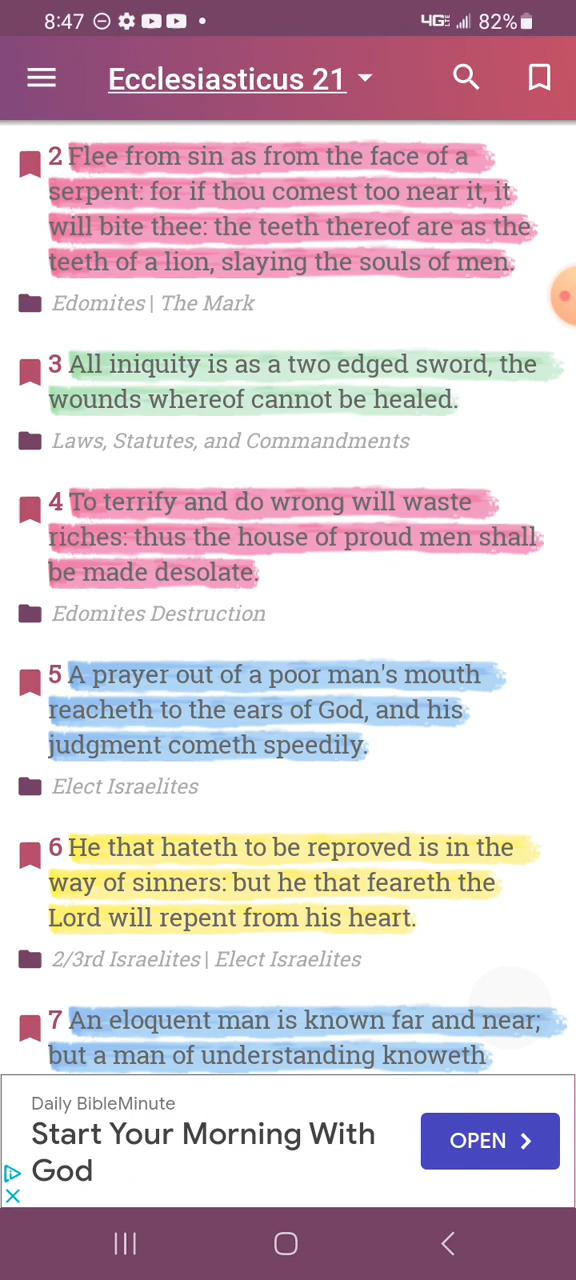 8:47
4GE 82%
Ecclesiasticus 21
2 Flee from sin as from the face of a
serpent: for if thou comest too near it, it
will bite thee: the teeth thereof are as the
teeth of a lion, slaying the souls of men.
Edomites | The Mark
3 All iniquity is as a two edged sword, the
wounds whereof cannot be healed.
Laws, Statutes, and Commandments
4 To terrify and do wrong will waste
riches: thus the house of proud men shall
be made desolate.
Edomites Destruction
5 A prayer out of a poor man's mouth
reacheth to the ears of God, and his
judgment cometh speedily.
Elect Israelites
6 He that hateth to be reproved is in the
way of sinners: but he that feareth the
Lord will repent from his heart.
2/3rd Israelites | Elect Israelites
7 An eloquent man is known far and near;
but a man of understanding knoweth
Daily BibleMinute
Start Your Morning With
God
OPEN